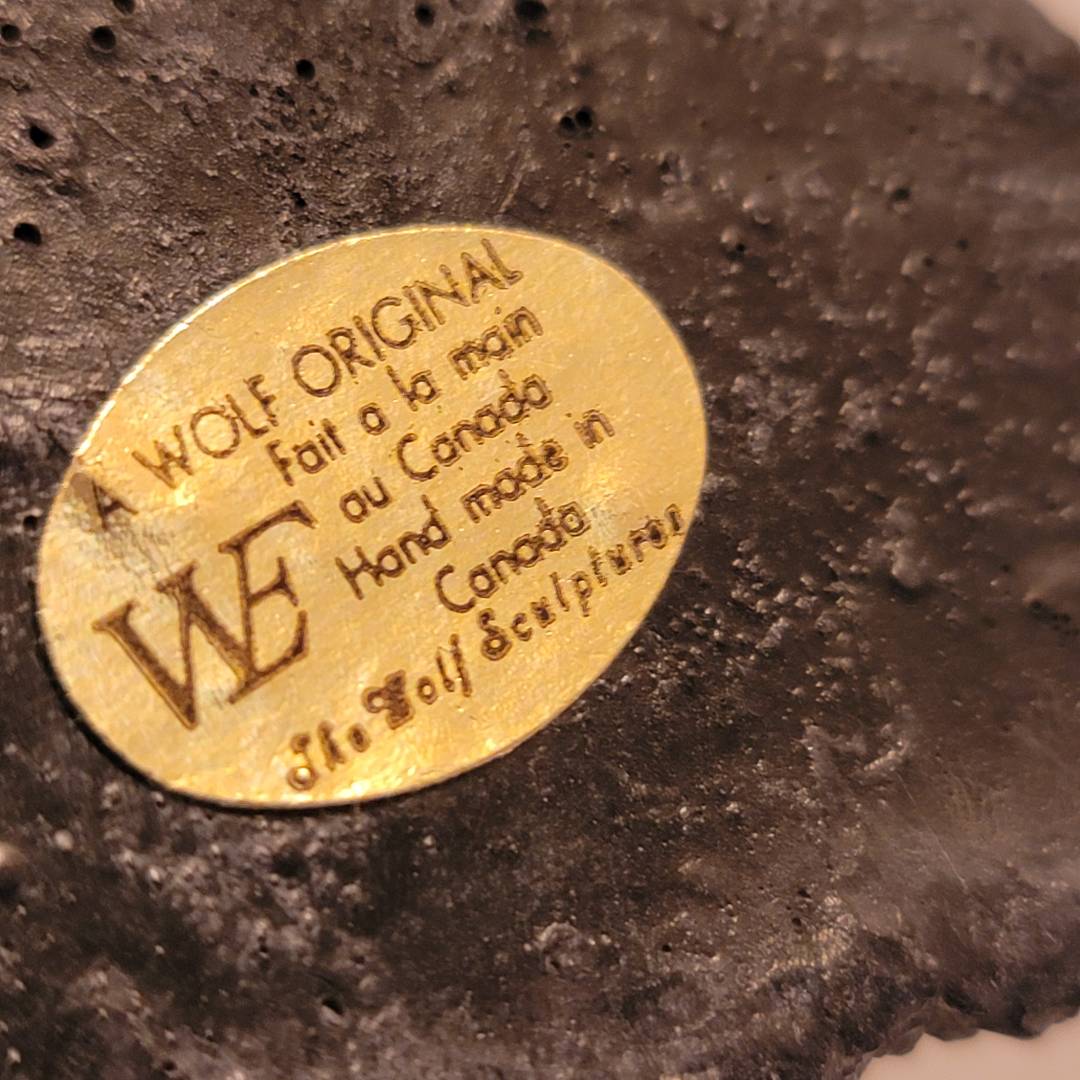 A WOLF ORIGINAL
Fait a la main
au Canada
Hand made in
Canada
WE
The Wolf Sculptures